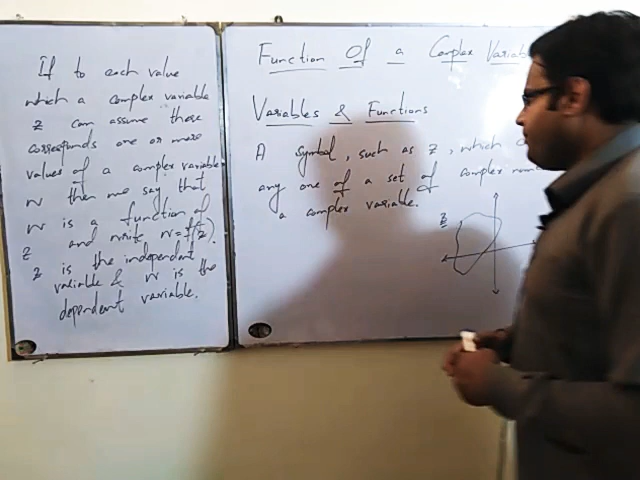 If to each value
which a complex variable
z can assume there
corresponds one or more
values of a complex variable
w then we say that
w is a function of
z and write w = f(z).
z is the independent
variable & w is the
dependent variable.
Function Of a Complex Variab
Variables & Functions
A symbol, such as z, which
any one of a set of complex num
a complex variable.
z